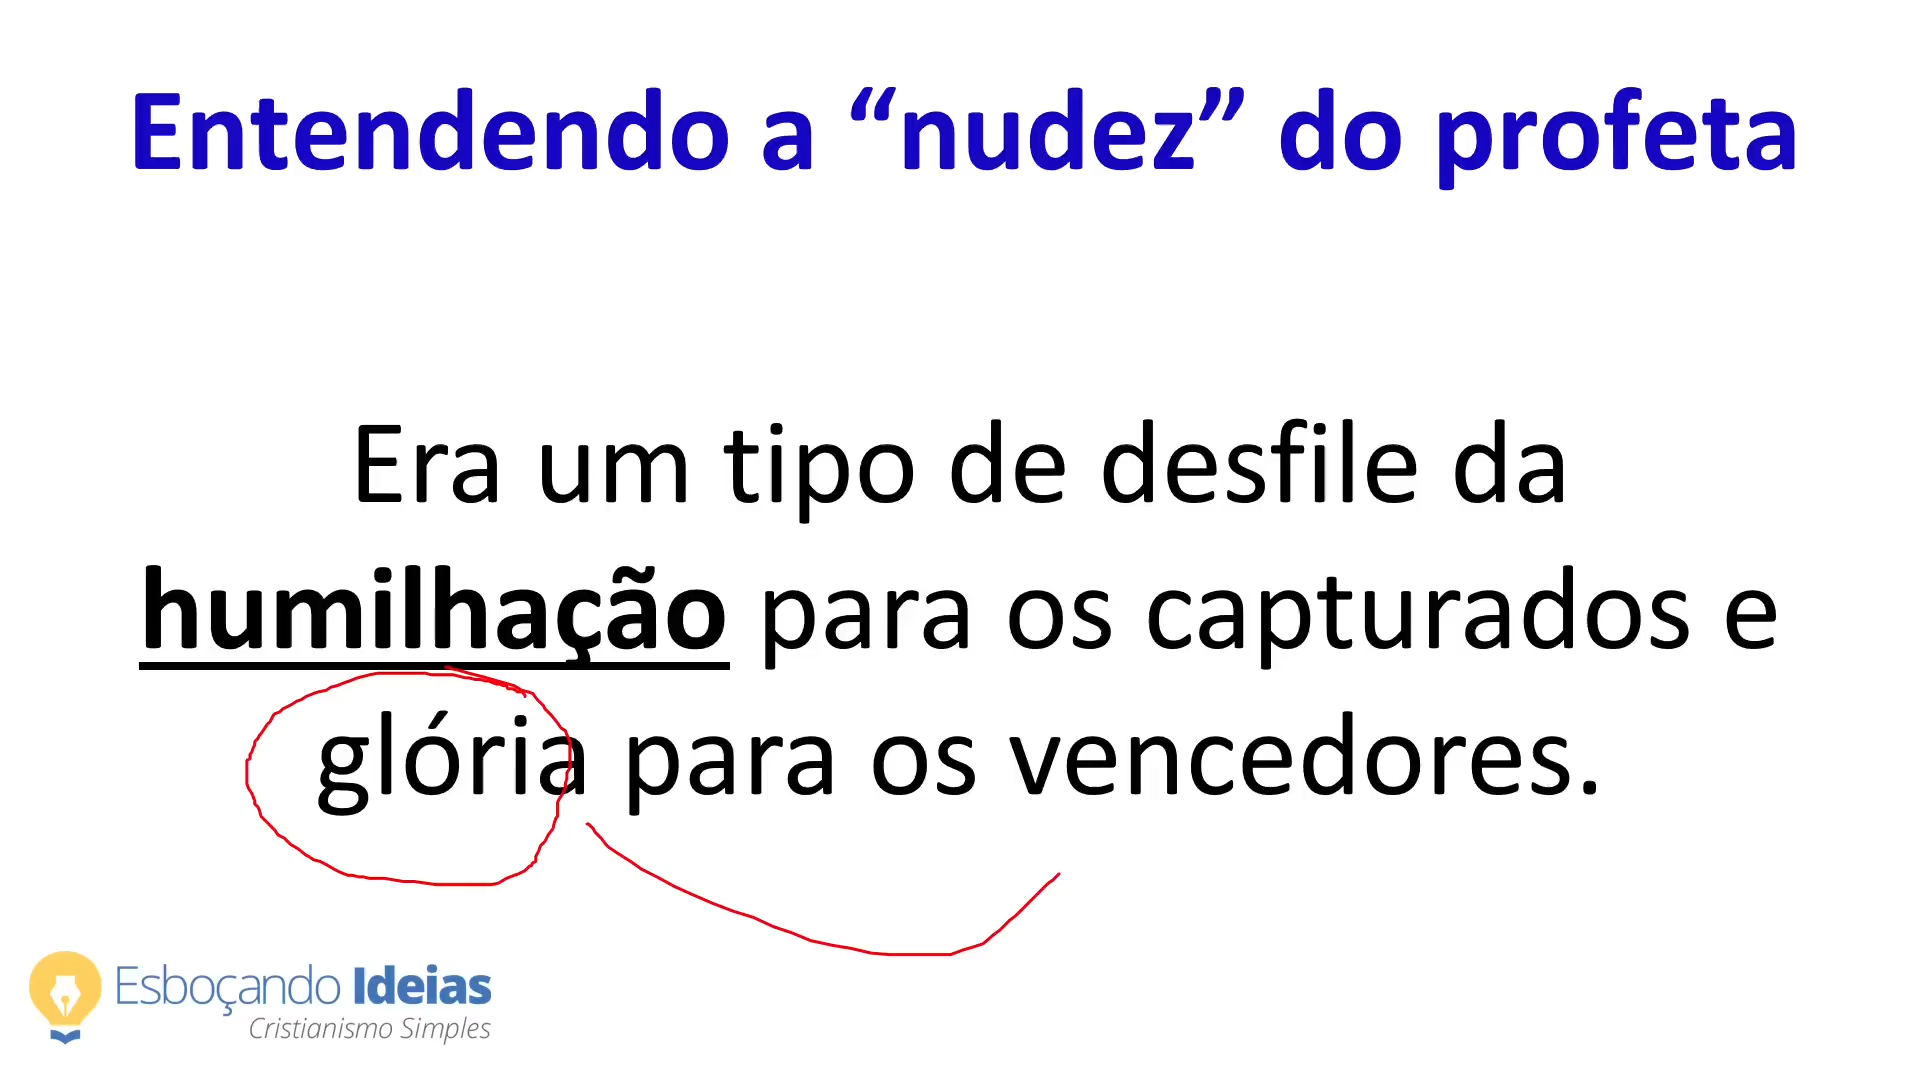 Entendendo a “nudez” do profeta
Era um tipo de desfile da
humilhação para os capturados e
glória para os vencedores.
Esboçando Ideias
Cristianismo Simples